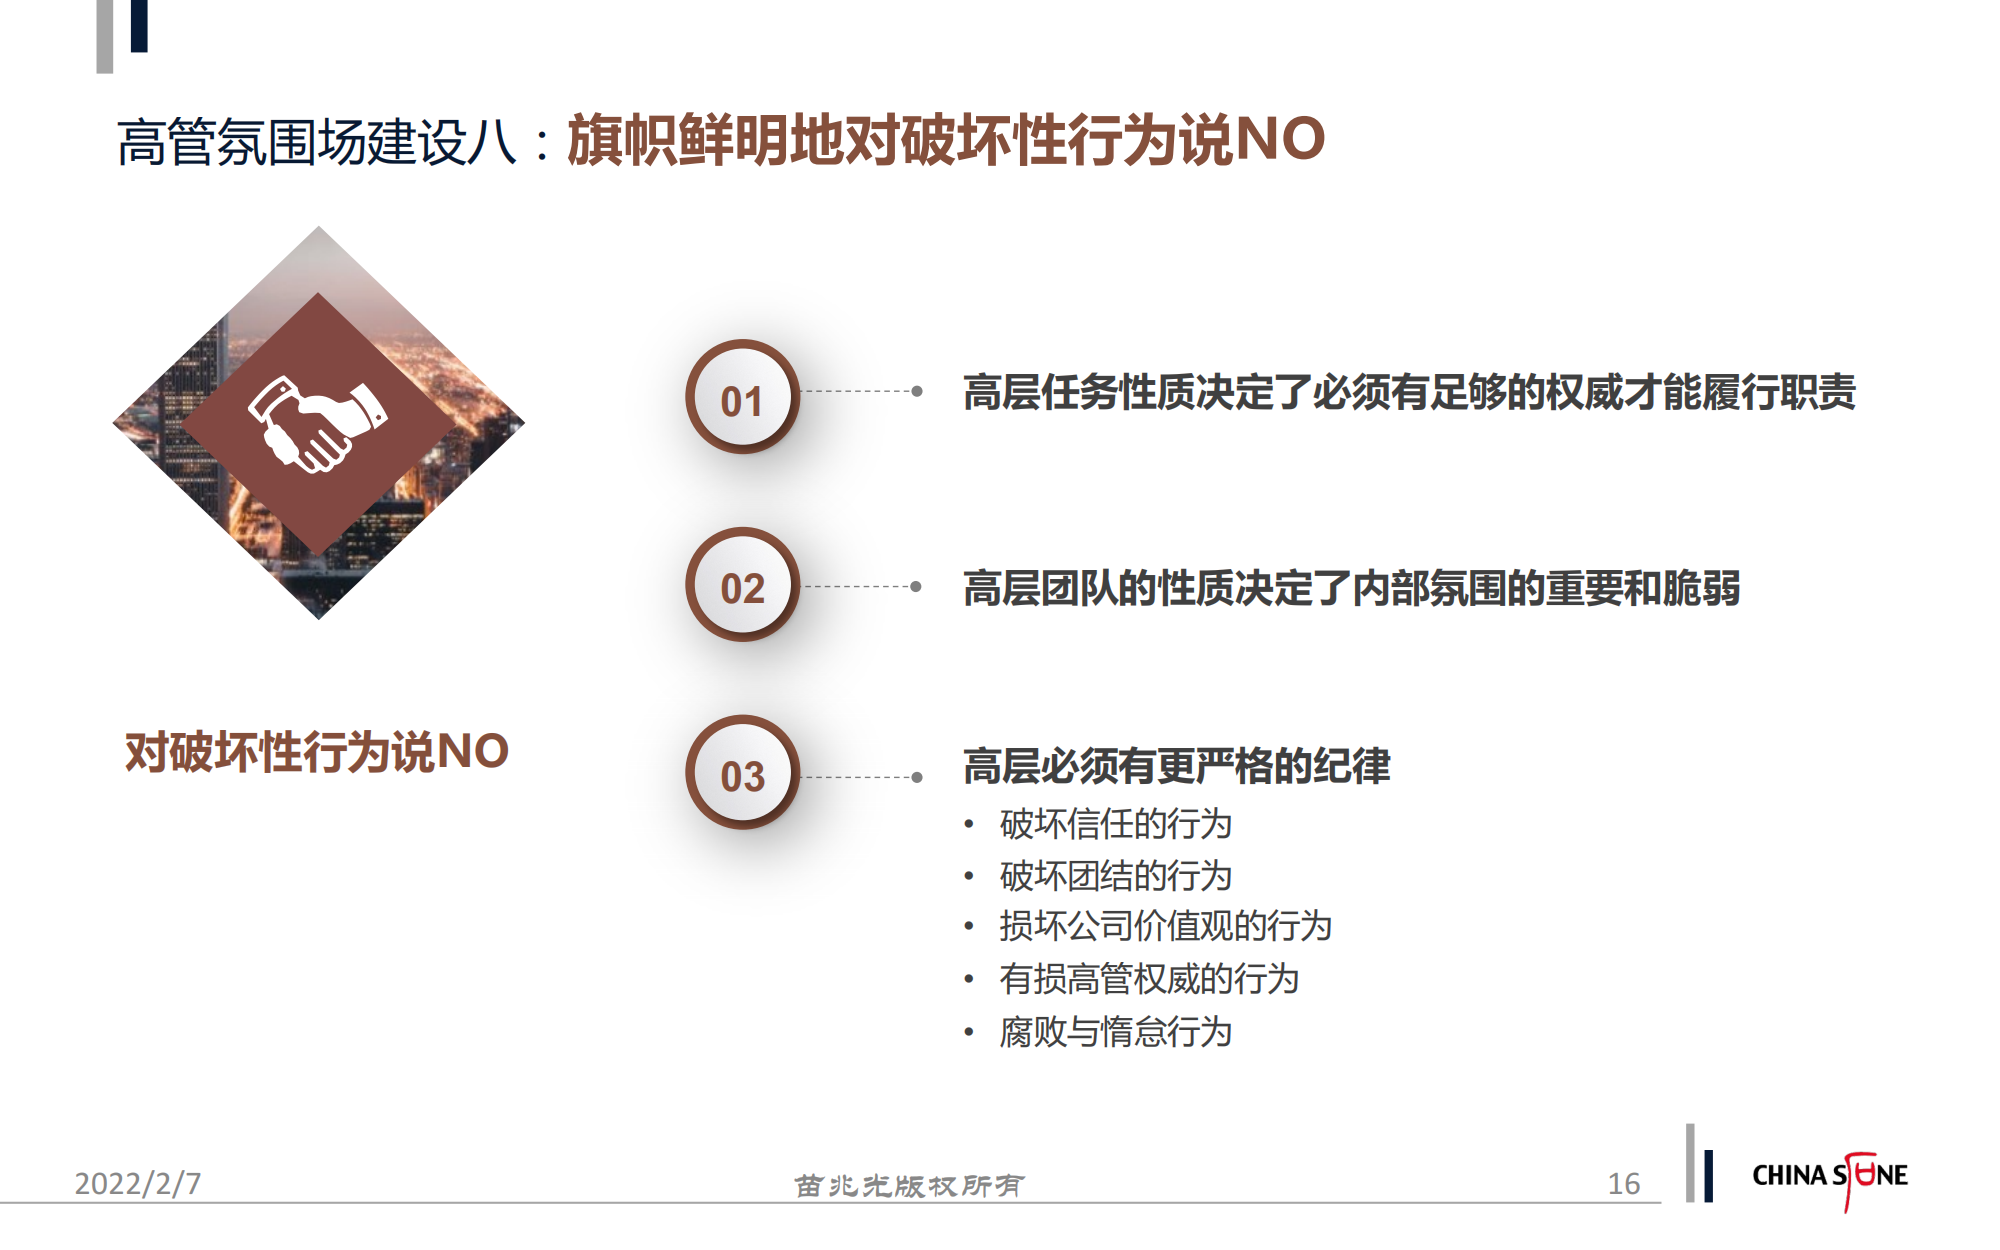 高管氛围场建设八：旗帜鲜明地对破坏性行为说NO
对破坏性行为说NO
01
高层任务性质决定了必须有足够的权威才能履行职责
02
高层团队的性质决定了内部氛围的重要和脆弱
03
高层必须有更严格的纪律
• 破坏信任的行为
• 破坏团结的行为
• 损坏公司价值观的行为
• 有损高管权威的行为
• 腐败与惰怠行为
2022/2/7
苗兆光版权所有
16
CHINA STONE